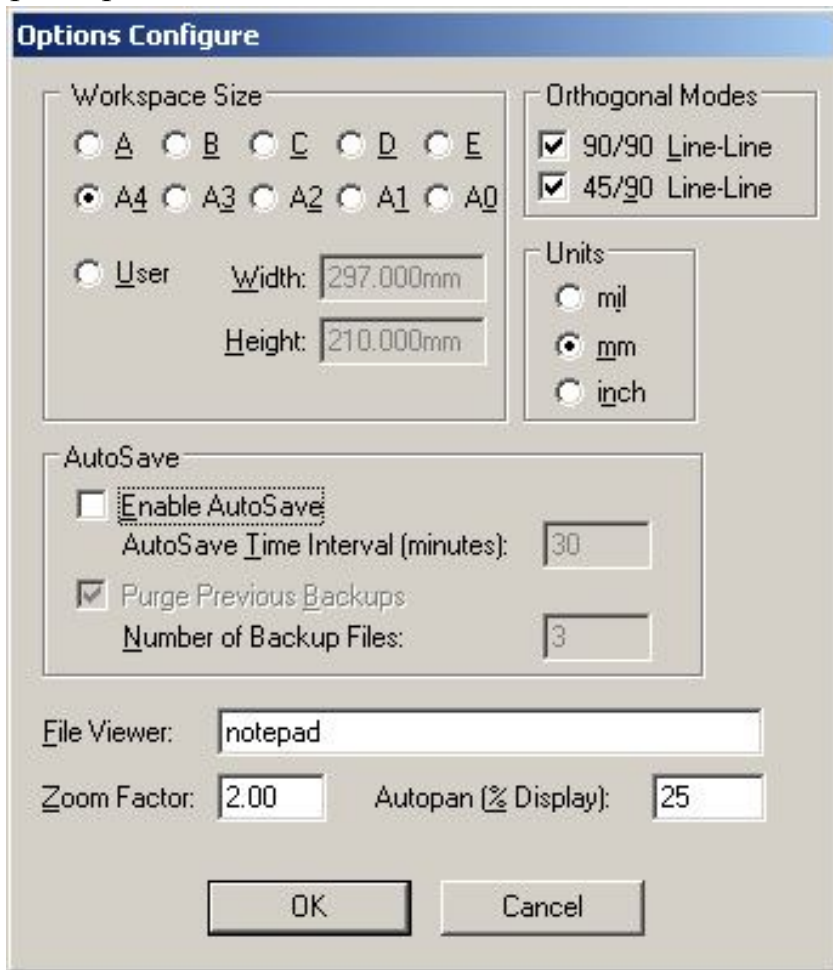 Options Configure
Workspace Size
A B C D E
A4 A3 A2 A1 A0
User Width: 297.000mm
Height: 210.000mm
Orthogonal Modes
90/90 Line-Line
45/90 Line-Line
Units
mil
mm
inch
AutoSave
Enable AutoSave
AutoSave Time Interval (minutes): 30
Purge Previous Backups
Number of Backup Files: 3
File Viewer: notepad
Zoom Factor: 2.00 Autopan (% Display): 25
OK Cancel